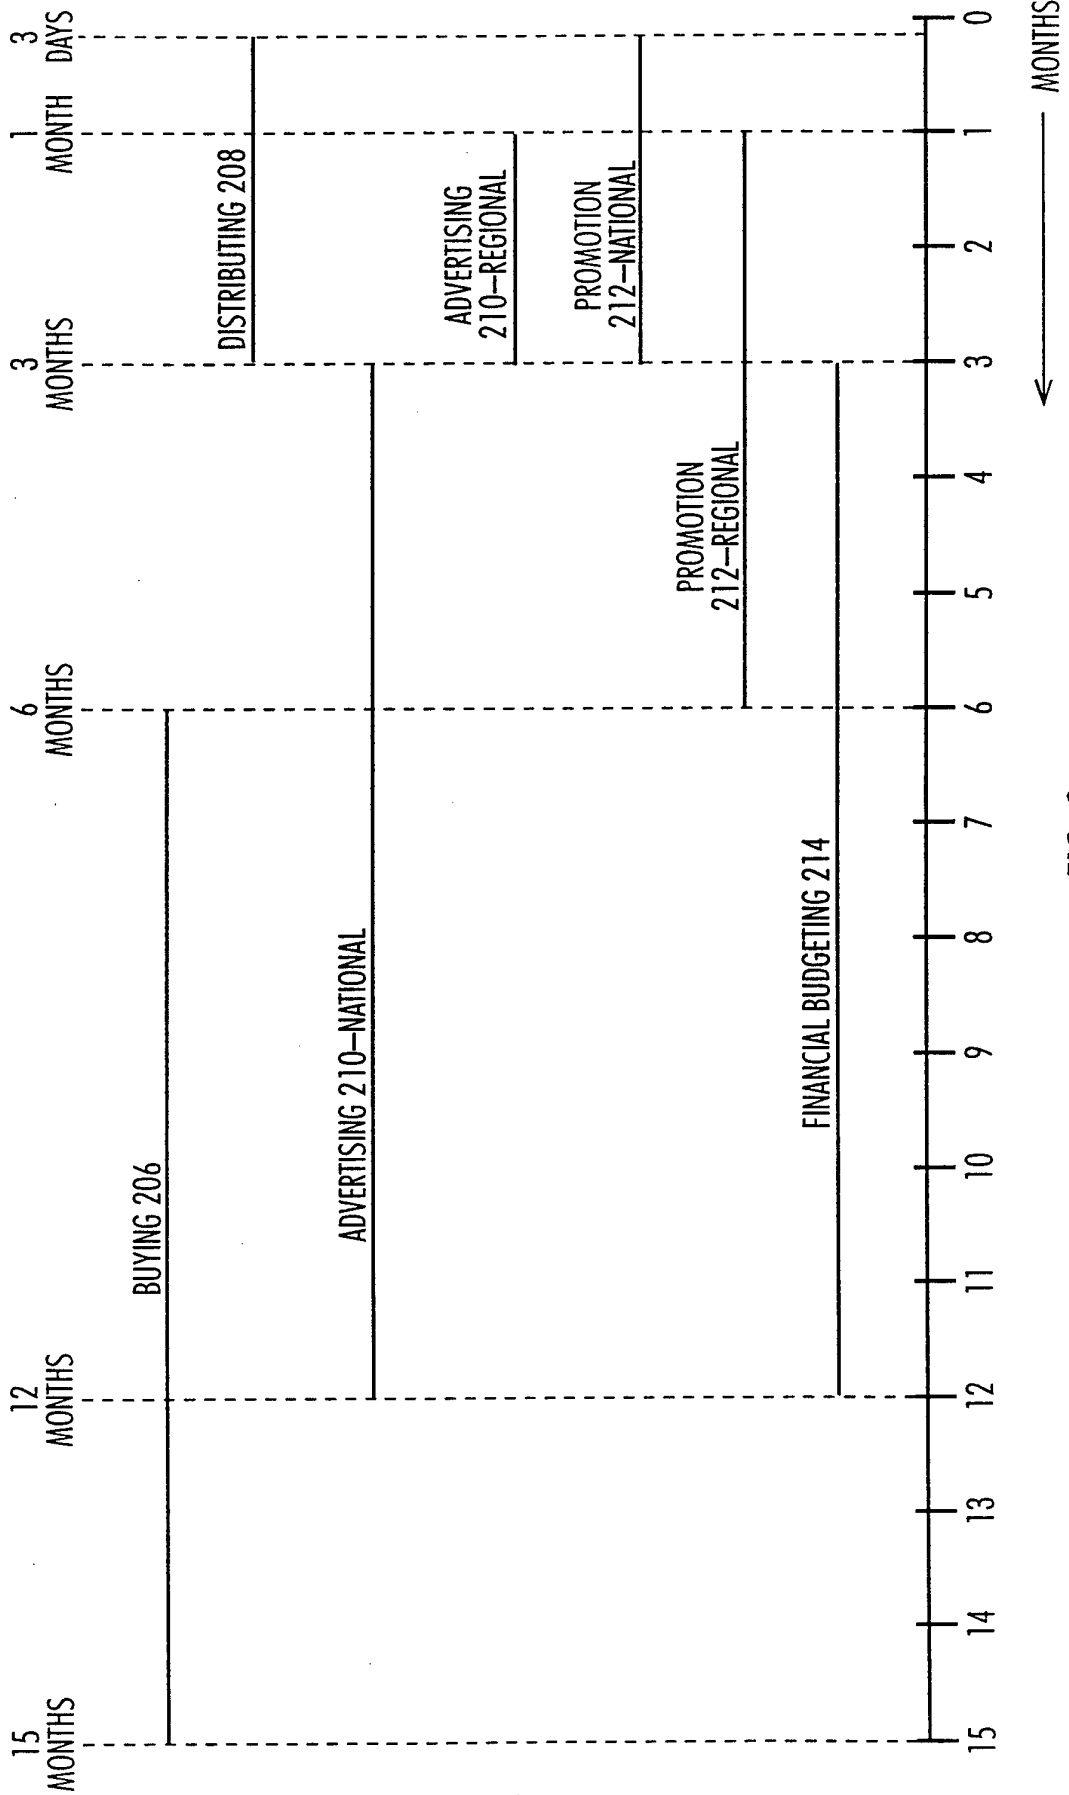 15
MONTHS
12
MONTHS
6
MONTHS
3
MONTHS
1
MONTH
3
DAYS
BUYING 206
DISTRIBUTING 208
ADVERTISING 210–NATIONAL
ADVERTISING
210–REGIONAL
PROMOTION
212–NATIONAL
PROMOTION
212–REGIONAL
FINANCIAL BUDGETING 214
15 14 13 12 11 10 9 8 7 6 5 4 3 2 1 0
MONTHS